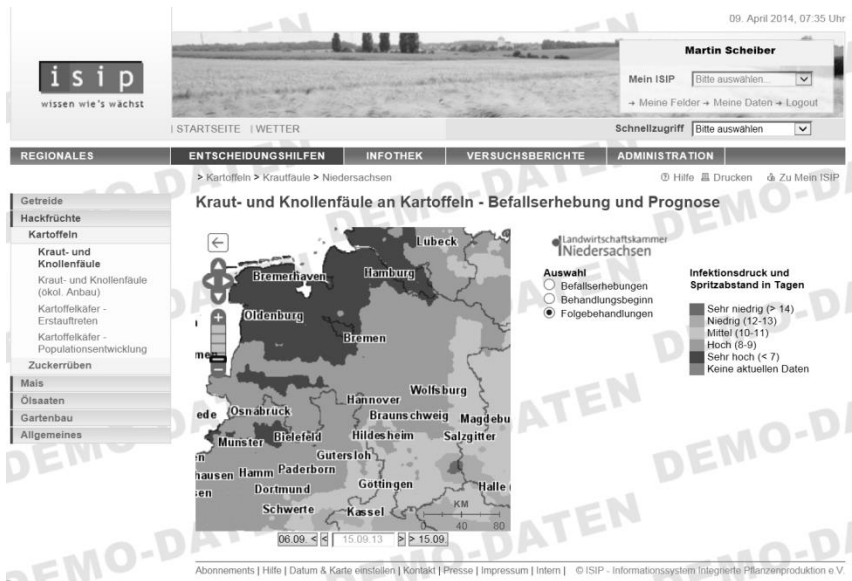 09. April 2014, 07:35 Uhr
isip
wissen wie's wächst
Martin Scheiber
Mein ISIP Bitte auswählen...
→ Meine Felder → Meine Daten → Logout
| STARTSEITE | WETTER
Schnellzugriff Bitte auswählen
REGIONALES ENTSCHEIDUNGSHILFEN INFOTHEK VERSUCHSBERICHTE ADMINISTRATION
> Kartoffeln > Krautfäule > Niedersachsen
Hilfe Drucken Zu Mein ISIP
Getreide
Hackfrüchte
Kartoffeln
Kraut- und
Knollenfäule
Kraut- und Knollenfäule
(ökol. Anbau)
Kartoffelkäfer -
Erstauftreten
Kartoffelkäfer -
Populationsentwicklung
Zuckerrüben
Mais
Ölsaaten
Gartenbau
Allgemeines
Kraut- und Knollenfäule an Kartoffeln - Befallserhebung und Prognose
Lübeck
Bremerhaven Hamburg
Oldenburg
Bremen
men
Wolfsburg
Hannover
ede Osnabrück Braunschweig Magdebu
Munster Bielefeld Hildesheim Salzgitter
en Gutersloh
hausen Hamm Paderborn
sen Dortmund Göttingen Halle
Schwerte Kassel
KM
0 40 80
06.09. < < 15.09.13 > > 15.09.
Landwirtschaftskammer
Niedersachsen
Auswahl
Befallserhebungen
Behandlungsbeginn
Folgebehandlungen
Infektionsdruck und
Spritzabstand in Tagen
Sehr niedrig (> 14)
Niedrig (12-13)
Mittel (10-11)
Hoch (8-9)
Sehr hoch (< 7)
Keine aktuellen Daten
Abonnements | Hilfe | Datum & Karte einstellen | Kontakt | Presse | Impressum | Intern | © ISIP - Informationssystem Integrierte Pflanzenproduktion e.V.
DEMO-DATEN